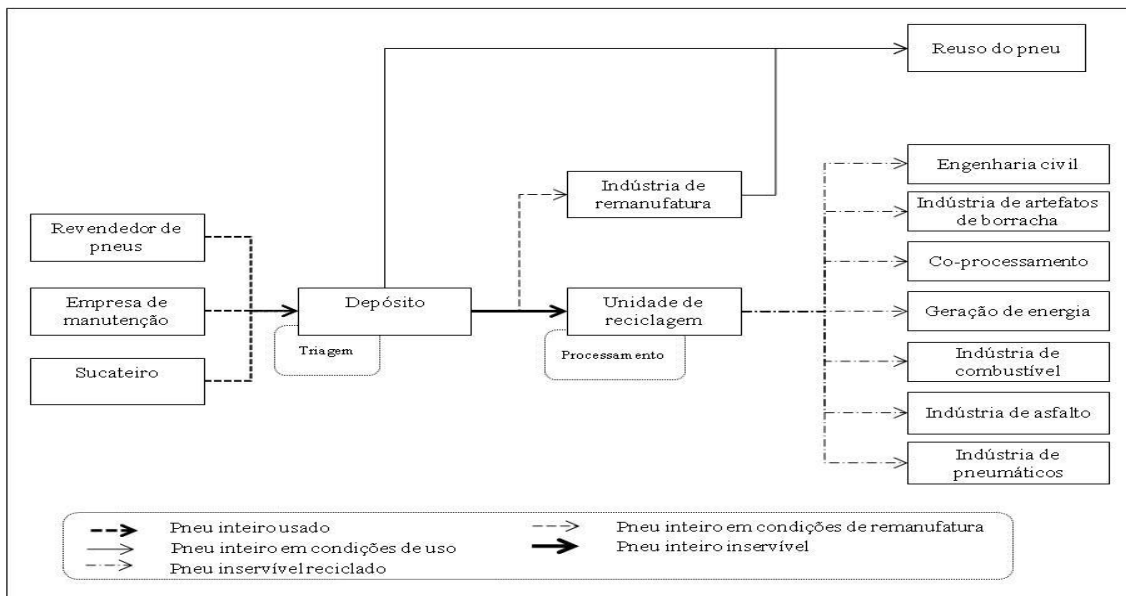 Reuso do pneu
Engenharia civil
Indústria de
remanufatura
Indústria de artefatos
de borracha
Revendedor de
pneus
Co-processamento
Empresa de
manutenção
Depósito
Unidade de
reciclagem
Geração de energia
Triagem
Processamento
Indústria de
combustível
Sucateiro
Indústria de asfalto
Indústria de
pneumáticos
Pneu inteiro usado
Pneu inteiro em condições de uso
Pneu inservível reciclado
Pneu inteiro em condições de remanufatura
Pneu inteiro inservível